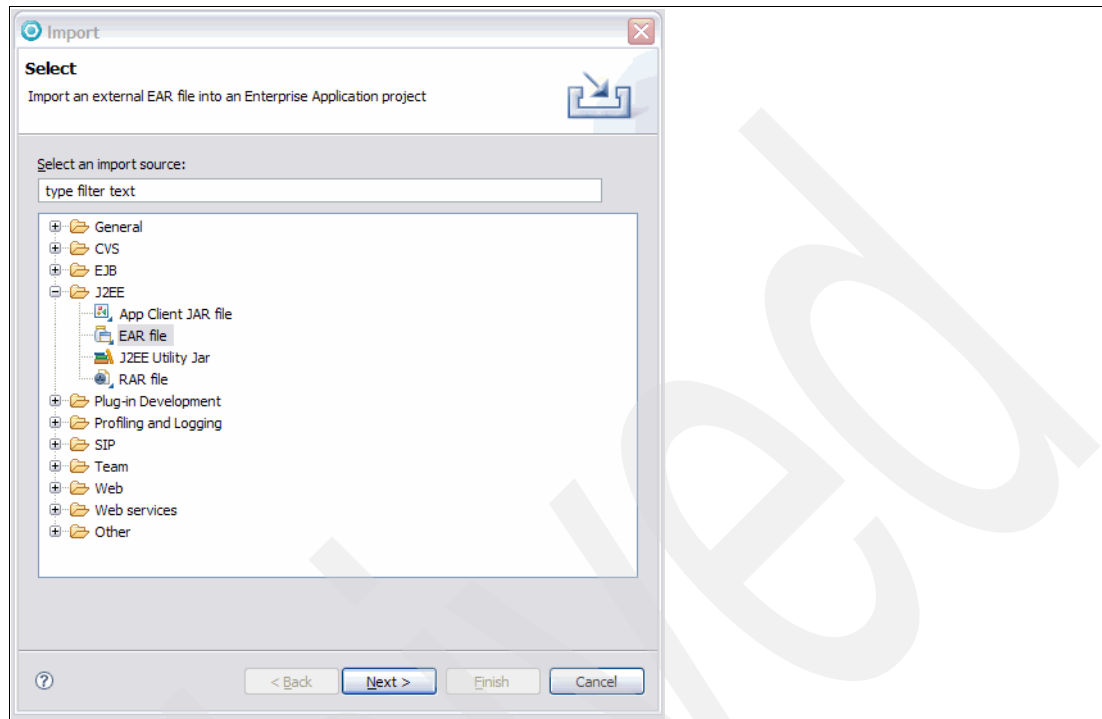 Import
Select
Import an external EAR file into an Enterprise Application project
Select an import source:
type filter text
General
CVS
EJB
J2EE
App Client JAR file
EAR file
J2EE Utility Jar
RAR file
Plug-in Development
Profiling and Logging
SIP
Team
Web
Web services
Other
< Back Next > Finish Cancel